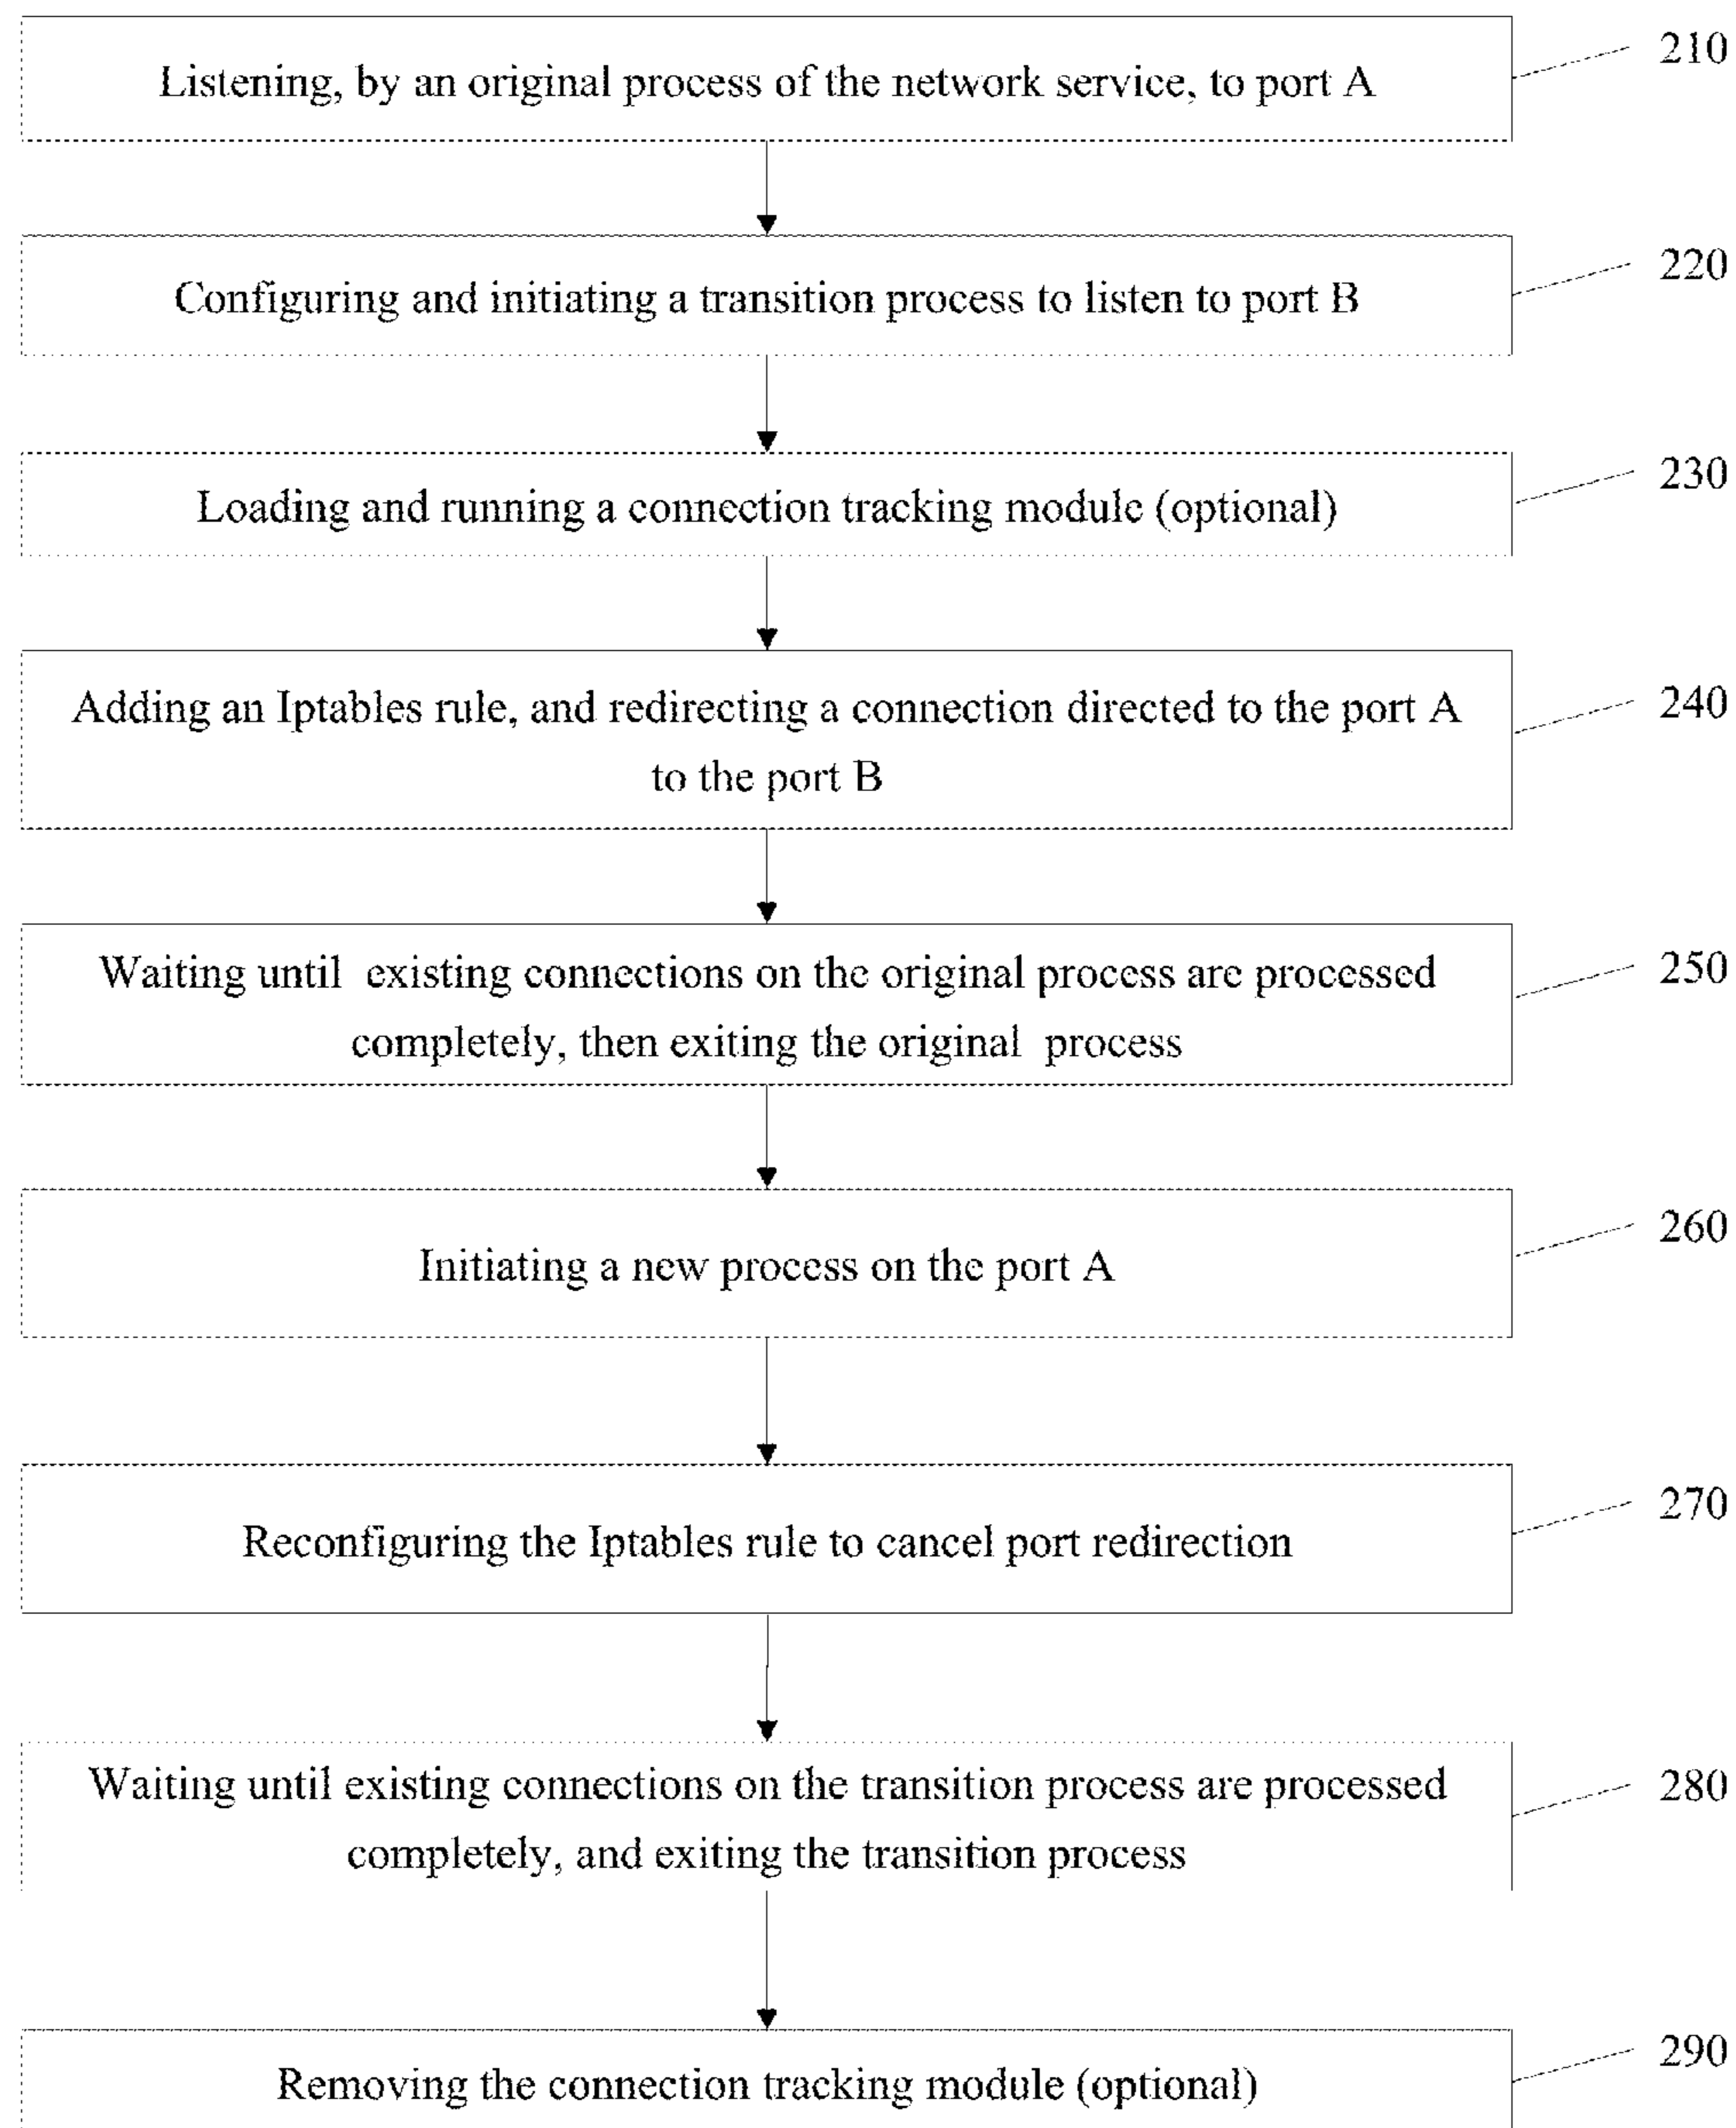 Listening, by an original process of the network service, to port A
210
Configuring and initiating a transition process to listen to port B
220
Loading and running a connection tracking module (optional)
230
Adding an Iptables rule, and redirecting a connection directed to the port A
to the port B
240
Waiting until existing connections on the original process are processed
completely, then exiting the original process
250
Initiating a new process on the port A
260
Reconfiguring the Iptables rule to cancel port redirection
270
Waiting until existing connections on the transition process are processed
completely, and exiting the transition process
280
Removing the connection tracking module (optional)
290